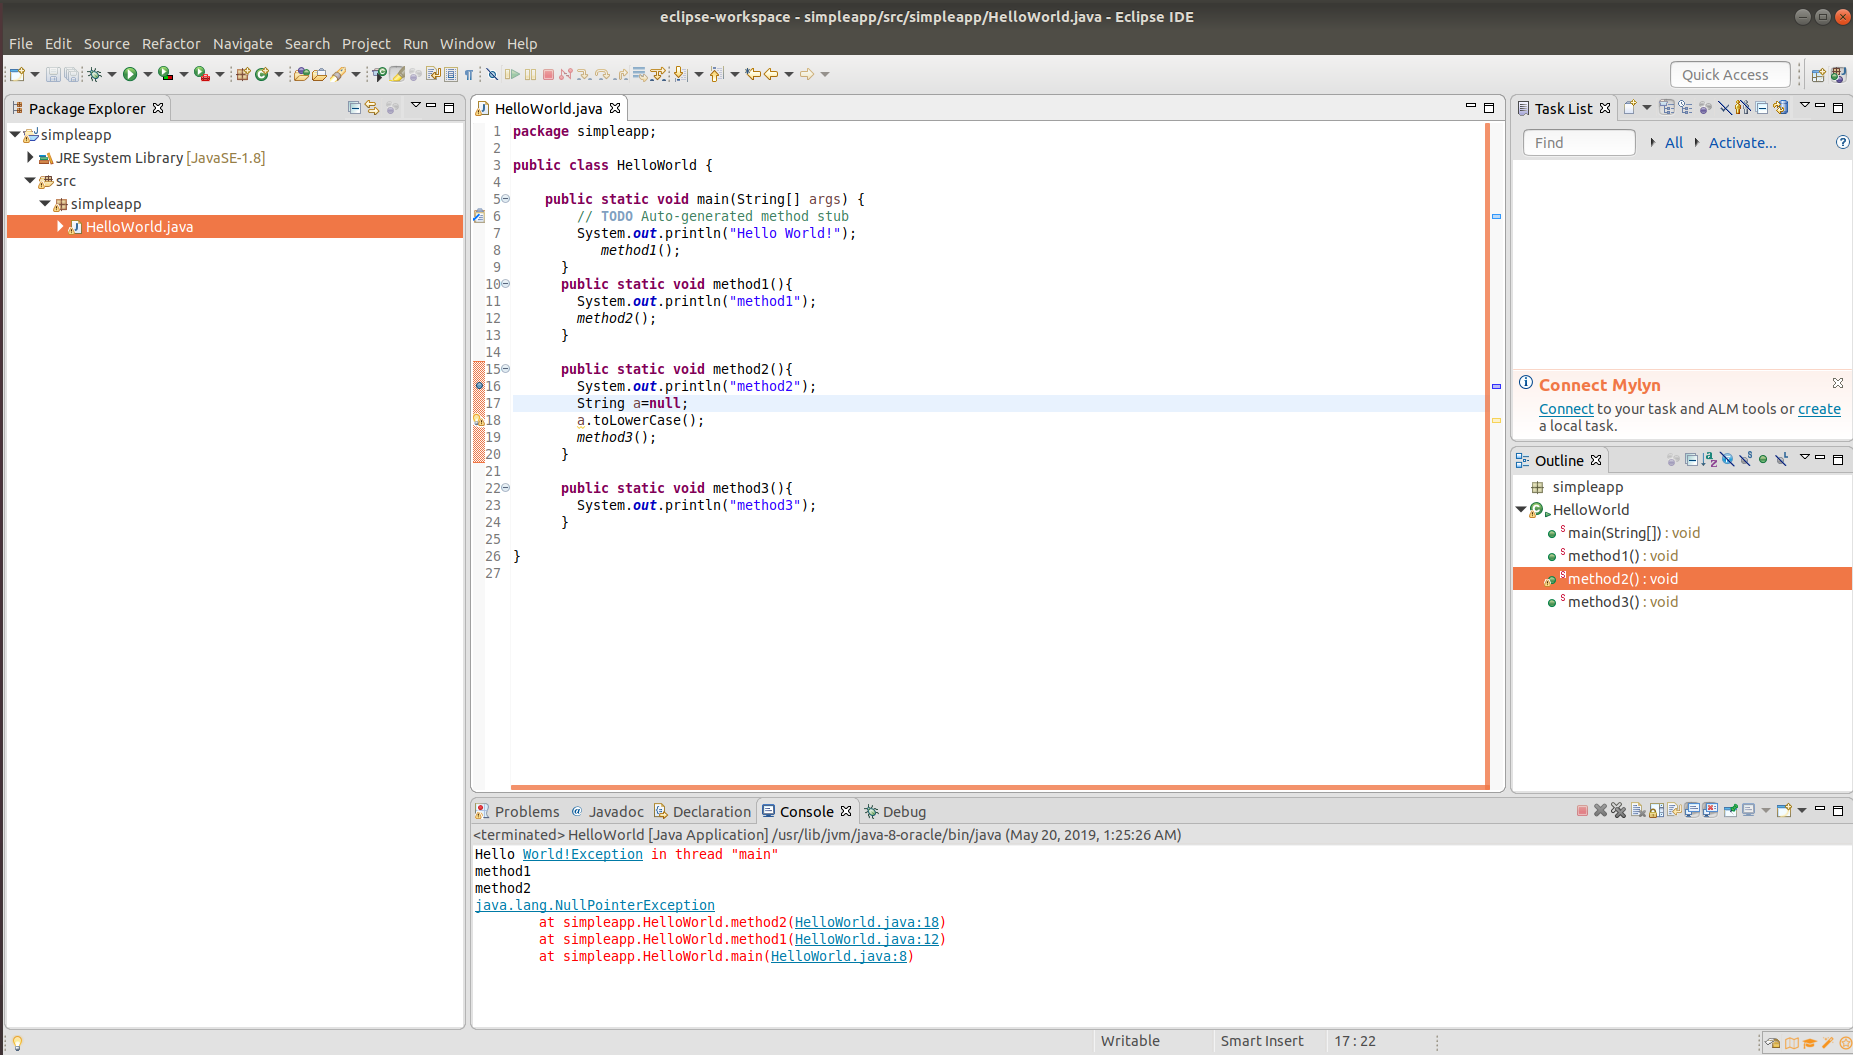 eclipse-workspace - simpleapp/src/simpleapp/HelloWorld.java - Eclipse IDE
File Edit Source Refactor Navigate Search Project Run Window Help
Quick Access
Package Explorer
simpleapp
JRE System Library [JavaSE-1.8]
src
simpleapp
HelloWorld.java
HelloWorld.java
1 package simpleapp;
2
3 public class HelloWorld {
4
5 public static void main(String[] args) {
6 // TODO Auto-generated method stub
7 System.out.println("Hello World!");
8 method1();
9 }
10 public static void method1(){
11 System.out.println("method1");
12 method2();
13 }
14
15 public static void method2(){
16 System.out.println("method2");
17 String a=null;
18 a.toLowerCase();
19 method3();
20 }
21
22 public static void method3(){
23 System.out.println("method3");
24 }
25
26 }
27
Task List
Find All Activate...
Connect Mylyn
Connect to your task and ALM tools or create
a local task.
Outline
simpleapp
HelloWorld
main(String[]) : void
method1() : void
method2() : void
method3() : void
Problems @ Javadoc Declaration Console Debug
<terminated> HelloWorld [Java Application] /usr/lib/jvm/java-8-oracle/bin/java (May 20, 2019, 1:25:26 AM)
Hello World!Exception in thread "main"
method1
method2
java.lang.NullPointerException
at simpleapp.HelloWorld.method2(HelloWorld.java:18)
at simpleapp.HelloWorld.method1(HelloWorld.java:12)
at simpleapp.HelloWorld.main(HelloWorld.java:8)
Writable Smart Insert 17 : 22